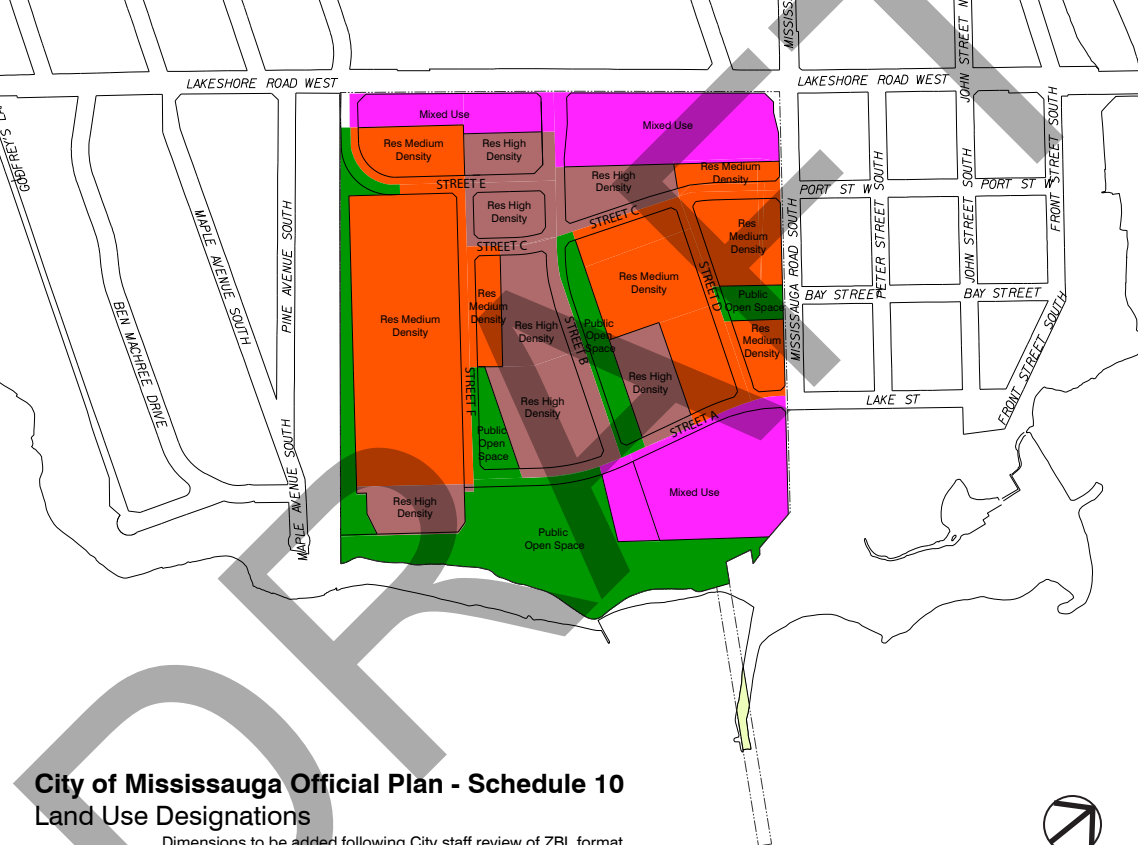 MISSISS
JOHN STREET N
LAKESHORE ROAD WEST
LAKESHORE ROAD WEST
GODFREY'S LA
MAPLE AVENUE SOUTH
PINE AVENUE SOUTH
BEN MACHREE DRIVE
MAPLE AVENUE SOUTH
Mixed Use
Mixed Use
Res Medium
Density
Res High
Density
STREET E
Res High
Density
Res Medium
Density
PORT ST W
PORT ST W
FRONT STREET SOUTH
PETER STREET SOUTH
JOHN STREET SOUTH
MISSISSAUGA ROAD SOUTH
Res High
Density
STREET C
STREET C
Res
Medium
Density
Res Medium
Density
STREET D
Public
Open Space
BAY STREET
BAY STREET
Res Medium
Density
Res
Medium
Density
Res High
Density
STREET B
Public
Open
Space
Res
Medium
Density
FRONT STREET SOUTH
Res High
Density
STREET F
Res High
Density
STREET A
LAKE ST
Public
Open
Space
Res High
Density
Mixed Use
Public
Open Space
DRAFT
City of Mississauga Official Plan - Schedule 10
Land Use Designations
Dimensions to be added following City staff review of ZBL format